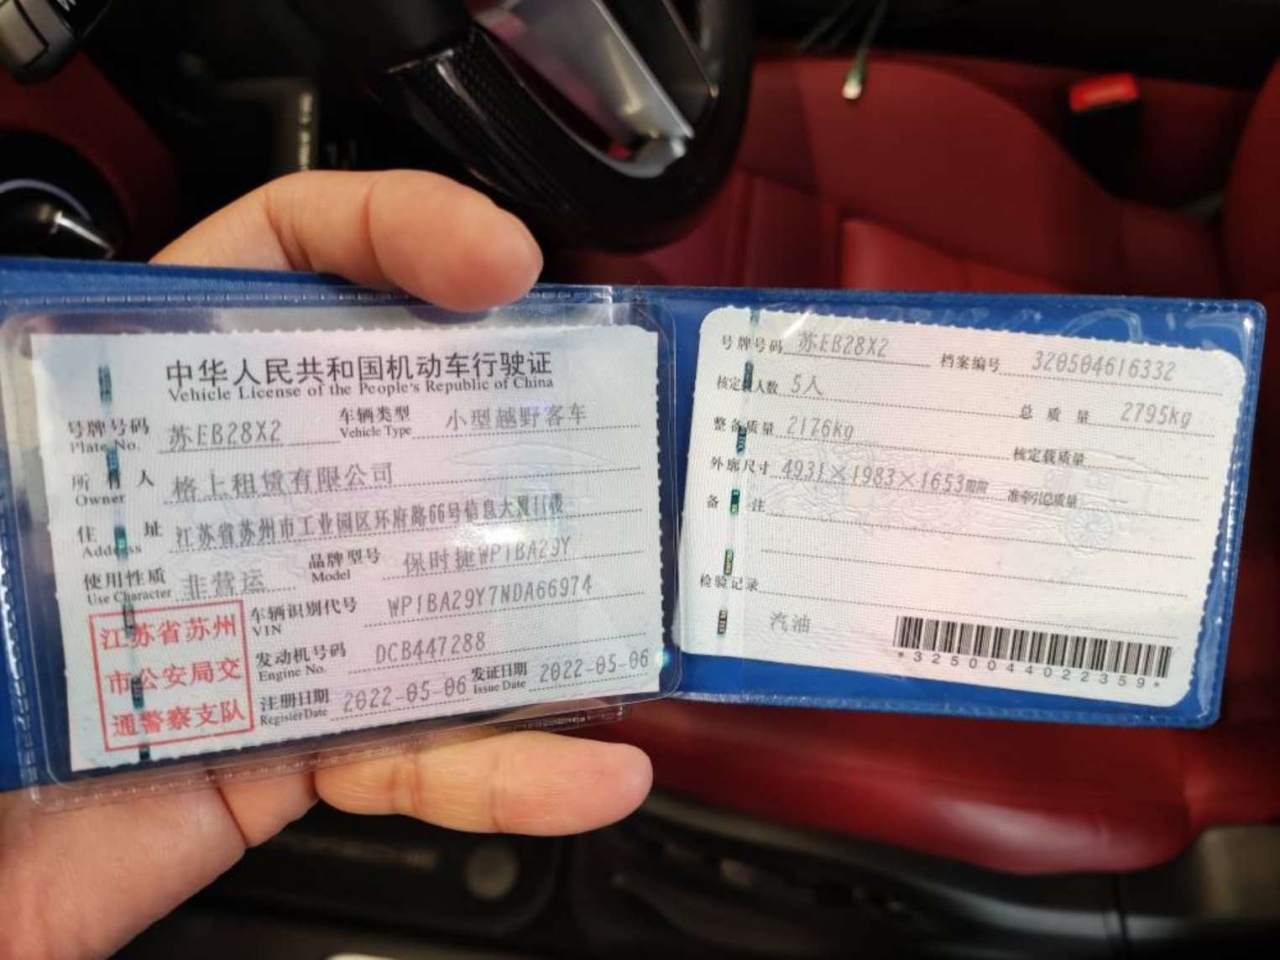 中华人民共和国机动车行驶证
Vehicle License of the People's Republic of China
号牌号码 苏EB28X2 车辆类型 小型越野客车
Plate No. Vehicle Type
所有人 格上租赁有限公司
Owner
住址 江苏省苏州市工业园区环府路66号信息大厦11楼
Address
使用性质 非营运 品牌型号 保时捷WP1BA29Y
Use Character Model
车辆识别代号 WP1BA29Y7NDA66974
VIN
发动机号码 DCB447288
Engine No.
注册日期 2022-05-06 发证日期 2022-05-06
Register Date Issue Date
江苏省苏州
市公安局交
通警察支队
号牌号码 苏EB28X2 档案编号 320504616332
核定载人数 5人 总质量 2795kg
整备质量 2176kg 核定载质量 --
外廓尺寸 4931×1983×1653mm 准牵引总质量 --
备注
检验记录
汽油
*3250044022359*